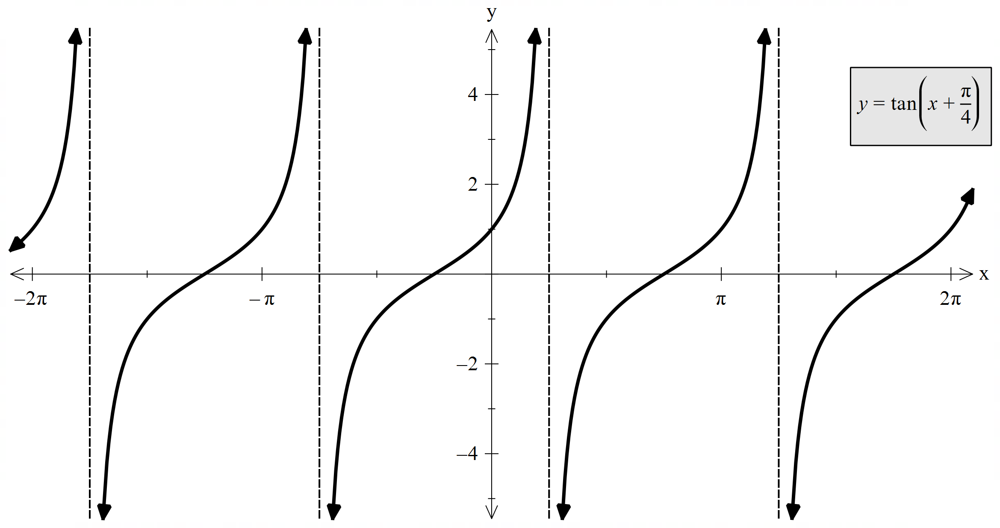 y
4
y = tan(x + π/4)
2
x
–2π
– π
π
2π
–2
–4